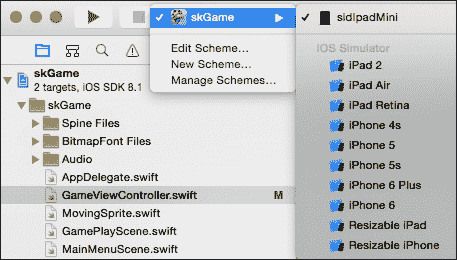 skGame
sidIpadMini
Edit Scheme...
New Scheme...
Manage Schemes...
iOS Simulator
iPad 2
iPad Air
iPad Retina
iPhone 4s
iPhone 5
iPhone 5s
iPhone 6 Plus
iPhone 6
Resizable iPad
Resizable iPhone
skGame
2 targets, iOS SDK 8.1
skGame
Spine Files
BitmapFont Files
Audio
AppDelegate.swift
GameViewController.swift M
MovingSprite.swift
GamePlayScene.swift
MainMenuScene.swift